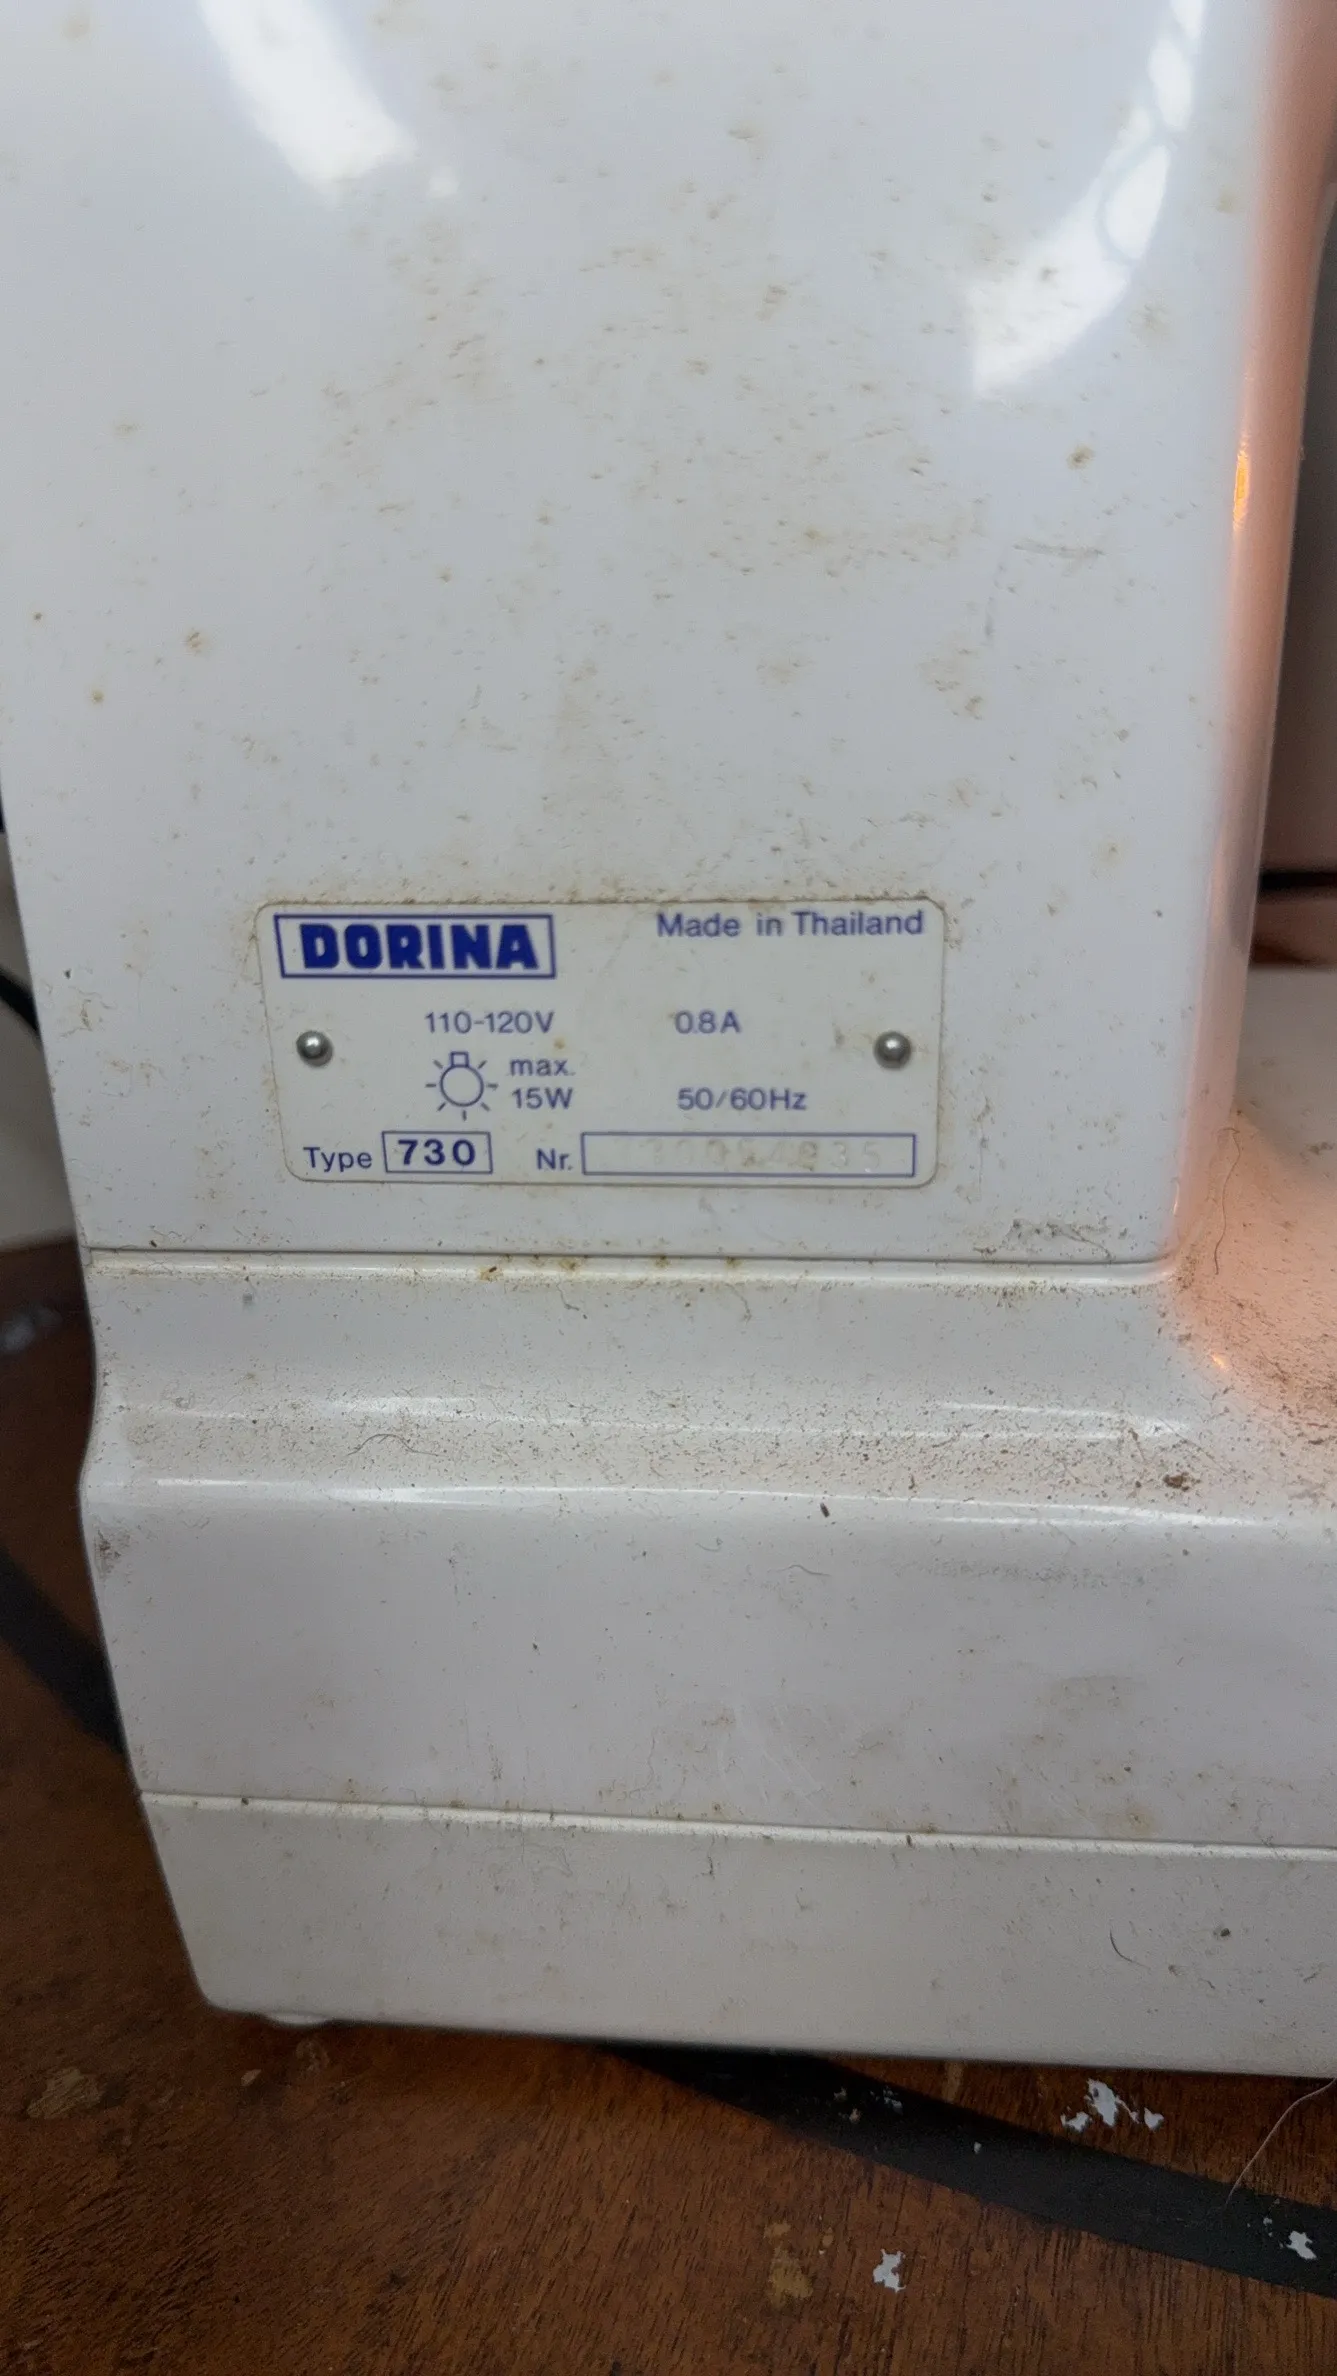 DORINA
Made in Thailand
110-120V 0.8A
max.
15W 50/60Hz
Type 730 Nr.